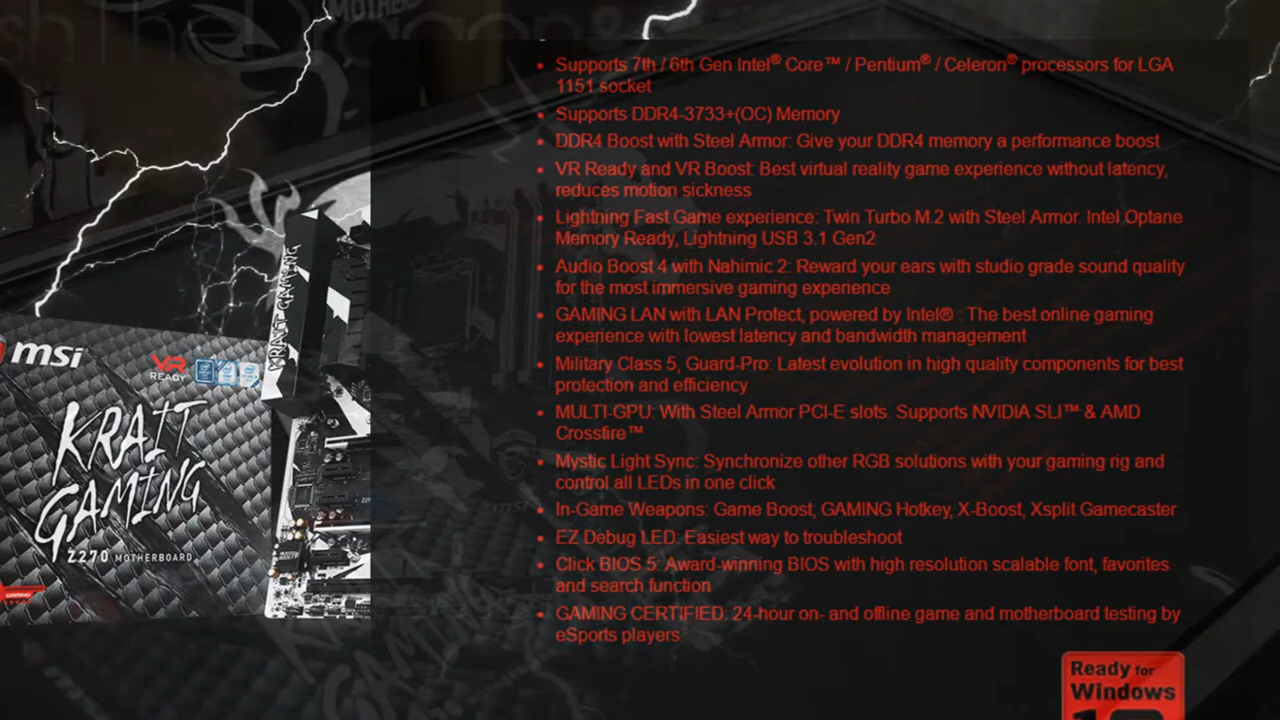 MOTHER
sh The Dragon &
• Supports 7th / 6th Gen Intel® Core™ / Pentium® / Celeron® processors for LGA
1151 socket
• Supports DDR4-3733+(OC) Memory
• DDR4 Boost with Steel Armor: Give your DDR4 memory a performance boost
• VR Ready and VR Boost: Best virtual reality game experience without latency,
reduces motion sickness
• Lightning Fast Game experience: Twin Turbo M.2 with Steel Armor. Intel Optane
Memory Ready, Lightning USB 3.1 Gen2
• Audio Boost 4 with Nahimic 2: Reward your ears with studio grade sound quality
for the most immersive gaming experience
• GAMING LAN with LAN Protect, powered by Intel® : The best online gaming
experience with lowest latency and bandwidth management
• Military Class 5, Guard-Pro: Latest evolution in high quality components for best
protection and efficiency
• MULTI-GPU: With Steel Armor PCI-E slots. Supports NVIDIA SLI™ & AMD
Crossfire™
• Mystic Light Sync: Synchronize other RGB solutions with your gaming rig and
control all LEDs in one click
• In-Game Weapons: Game Boost, GAMING Hotkey, X-Boost, Xsplit Gamecaster
• EZ Debug LED: Easiest way to troubleshoot
• Click BIOS 5: Award-winning BIOS with high resolution scalable font, favorites
and search function
• GAMING CERTIFIED: 24-hour on- and offline game and motherboard testing by
eSports players
KRAIT GAMING
msi
VR
READY
KRAIT
GAMING
Z270 MOTHERBOARD
GAMING
Ready for
Windows
10